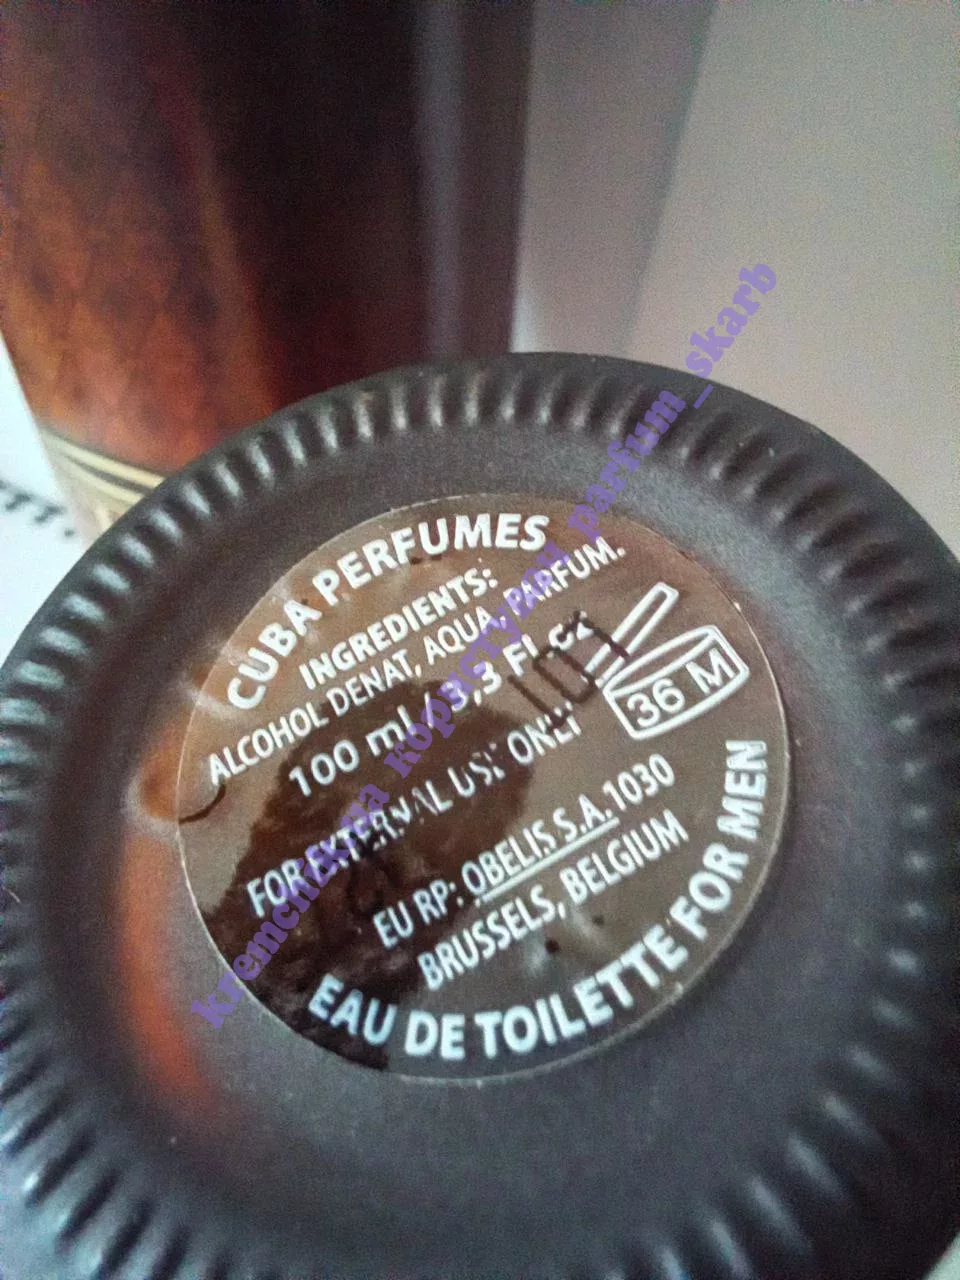 CUBA PERFUMES
INGREDIENTS:
ALCOHOL DENAT, AQUA, PARFUM.
100 ml / 3,3 Fl.oz
FOR EXTERNAL USE ONLY
36 M
EU RP: OBELIS S.A. 1030
BRUSSELS, BELGIUM
EAU DE TOILETTE FOR MEN
parfum_skarb